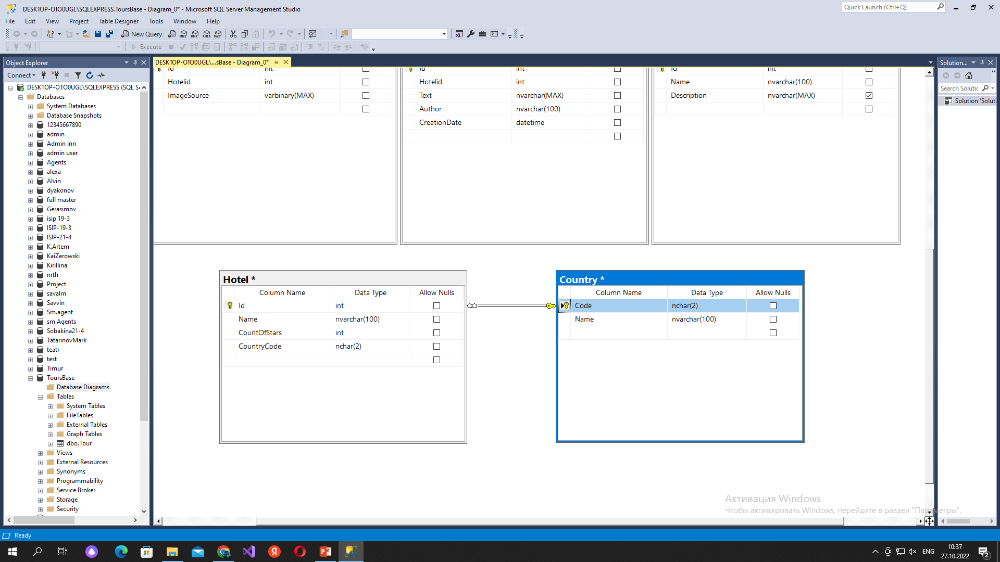 DESKTOP-OTO0UGL\SQLEXPRESS.ToursBase - Diagram_0* - Microsoft SQL Server Management Studio
Quick Launch (Ctrl+Q)
File Edit View Project Table Designer Tools Window Help
New Query
MDX DMX XMLA DAX
Execute
Object Explorer
Connect
DESKTOP-OTO0UGL\SQLEXPRESS (SQL Se
Databases
System Databases
Database Snapshots
12345667890
admin
Admin inn
admin user
Agents
alexa
Alvin
dyakonov
full master
Gerasimov
isip 19-3
ISIP-19-3
ISIP-21-4
K.Artem
KaiZerowski
Kirillina
nrth
Project
savalm
Savvin
Sm.agent
sm.Agents
Sobakina21-4
TatarinovMark
teatr
test
Timur
ToursBase
Database Diagrams
Tables
System Tables
FileTables
External Tables
Graph Tables
dbo.Tour
Views
External Resources
Synonyms
Programmability
Service Broker
Storage
Security
DESKTOP-OTO0UGL\...sBase - Diagram_0*
Id int
Hotelid int
ImageSource varbinary(MAX)
Id int
Hotelid int
Text nvarchar(MAX)
Author nvarchar(100)
CreationDate datetime
Id int
Name nvarchar(100)
Description nvarchar(MAX)
Hotel *
Column Name Data Type Allow Nulls
Id int
Name nvarchar(100)
CountOfStars int
CountryCode nchar(2)
Country *
Column Name Data Type Allow Nulls
Code nchar(2)
Name nvarchar(100)
Solution...
Search Solutic
Solution 'Soluti
Активация Windows
Чтобы активировать Windows, перейдите в раздел "Параметры".
Ready
ENG
10:37
27.10.2022
2